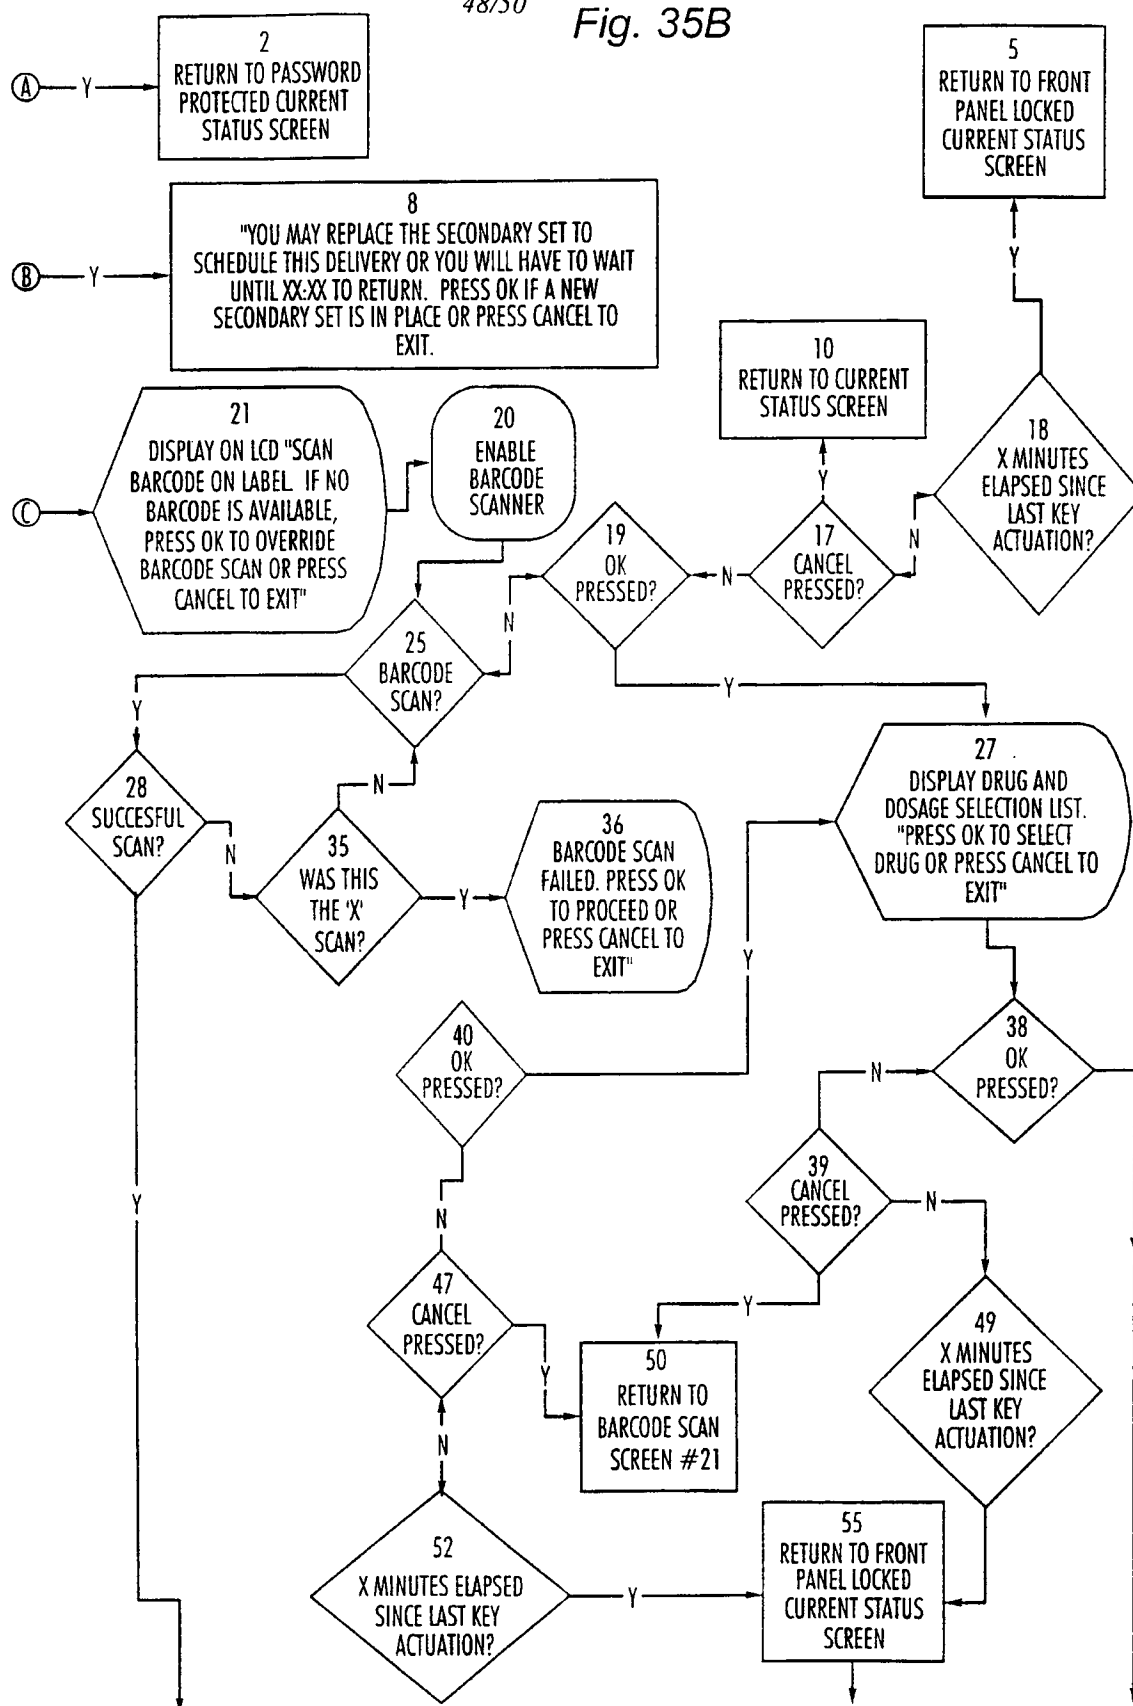 48/50
Fig. 35B
A
Y
2
RETURN TO PASSWORD
PROTECTED CURRENT
STATUS SCREEN
5
RETURN TO FRONT
PANEL LOCKED
CURRENT STATUS
SCREEN
Y
B
Y
8
"YOU MAY REPLACE THE SECONDARY SET TO
SCHEDULE THIS DELIVERY OR YOU WILL HAVE TO WAIT
UNTIL XX:XX TO RETURN. PRESS OK IF A NEW
SECONDARY SET IS IN PLACE OR PRESS CANCEL TO
EXIT.
10
RETURN TO CURRENT
STATUS SCREEN
Y
C
21
DISPLAY ON LCD "SCAN
BARCODE ON LABEL. IF NO
BARCODE IS AVAILABLE,
PRESS OK TO OVERRIDE
BARCODE SCAN OR PRESS
CANCEL TO EXIT"
20
ENABLE
BARCODE
SCANNER
19
OK
PRESSED?
N
17
CANCEL
PRESSED?
N
18
X MINUTES
ELAPSED SINCE
LAST KEY
ACTUATION?
N
25
BARCODE
SCAN?
Y
Y
28
SUCCESFUL
SCAN?
N
N
35
WAS THIS
THE 'X'
SCAN?
Y
36
BARCODE SCAN
FAILED. PRESS OK
TO PROCEED OR
PRESS CANCEL TO
EXIT"
27
DISPLAY DRUG AND
DOSAGE SELECTION LIST.
"PRESS OK TO SELECT
DRUG OR PRESS CANCEL TO
EXIT"
Y
40
OK
PRESSED?
38
OK
PRESSED?
N
39
CANCEL
PRESSED?
N
Y
N
47
CANCEL
PRESSED?
Y
Y
50
RETURN TO
BARCODE SCAN
SCREEN #21
49
X MINUTES
ELAPSED SINCE
LAST KEY
ACTUATION?
N
52
X MINUTES ELAPSED
SINCE LAST KEY
ACTUATION?
Y
55
RETURN TO FRONT
PANEL LOCKED
CURRENT STATUS
SCREEN